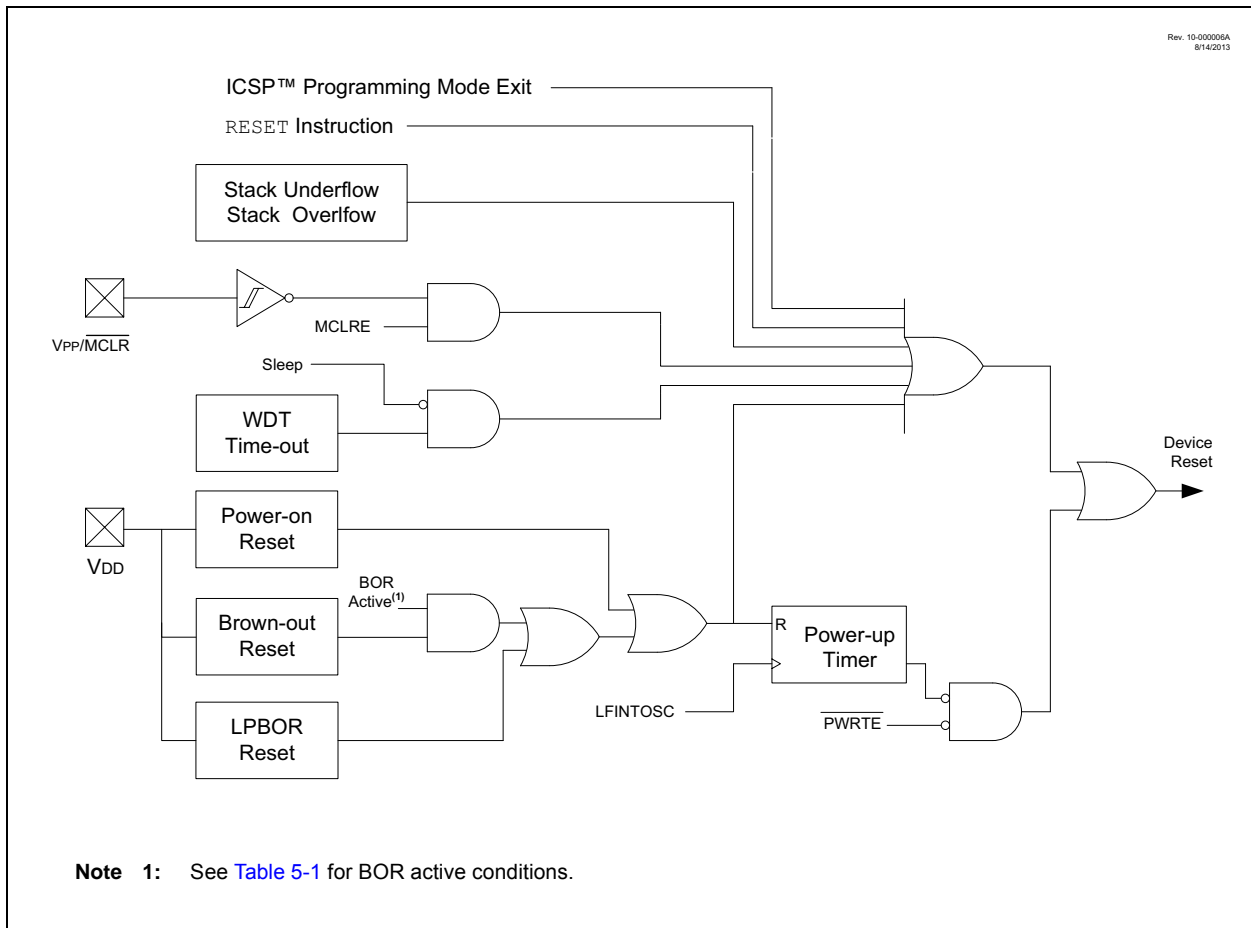 Rev. 10-000006A
8/14/2013
ICSP™ Programming Mode Exit
RESET Instruction
Stack Underflow
Stack Overlfow
VPP/MCLR
MCLRE
Sleep
WDT
Time-out
Device
Reset
VDD
Power-on
Reset
BOR
Active(1)
Brown-out
Reset
R
Power-up
Timer
LFINTOSC
PWRTE
LPBOR
Reset
Note 1: See Table 5-1 for BOR active conditions.